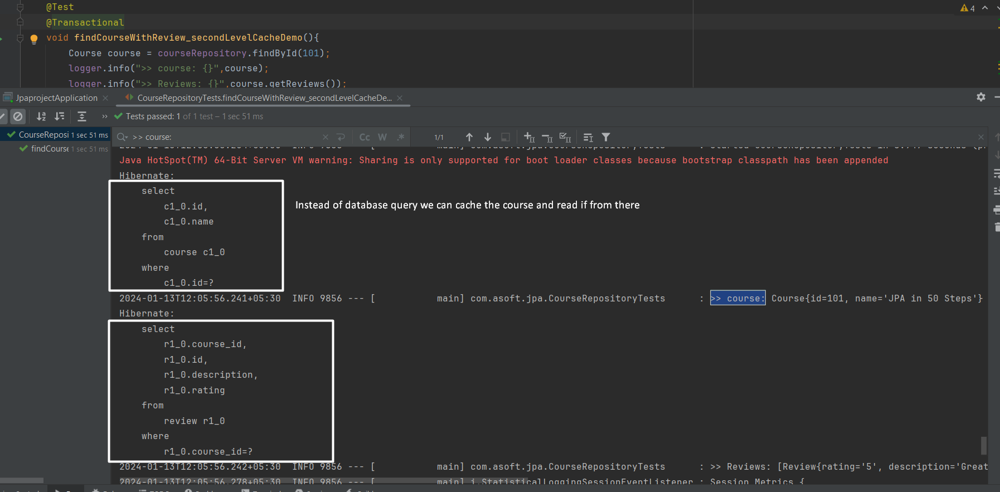 @Test
@Transactional
4
void findCourseWithReview_secondLevelCacheDemo(){
Course course = courseRepository.findById(101);
logger.info(">> course: {}",course);
logger.info(">> Reviews: {}",course.getReviews());
JpaprojectApplication
CourseRepositoryTests.findCourseWithReview_secondLevelCacheDe...
Tests passed: 1 of 1 test – 1 sec 51 ms
CourseReposi 1 sec 51 ms
>> course:
Cc W .*
1/1
findCourse 1 sec 51 ms
Java HotSpot(TM) 64-Bit Server VM warning: Sharing is only supported for boot loader classes because bootstrap classpath has been appended
Hibernate:
select
c1_0.id,
c1_0.name
from
course c1_0
where
c1_0.id=?
Instead of database query we can cache the course and read if from there
2024-01-13T12:05:56.241+05:30 INFO 9856 --- [ main] com.asoft.jpa.CourseRepositoryTests : >> course: Course{id=101, name='JPA in 50 Steps'}
Hibernate:
select
r1_0.course_id,
r1_0.id,
r1_0.description,
r1_0.rating
from
review r1_0
where
r1_0.course_id=?
2024-01-13T12:05:56.242+05:30 INFO 9856 --- [ main] com.asoft.jpa.CourseRepositoryTests : >> Reviews: [Review{rating='5', description='Great
2024-01-13T12:05:56.278+05:30 INFO 9856 --- [ main] i.StatisticalLoggingSessionEventListener : Session Metrics {